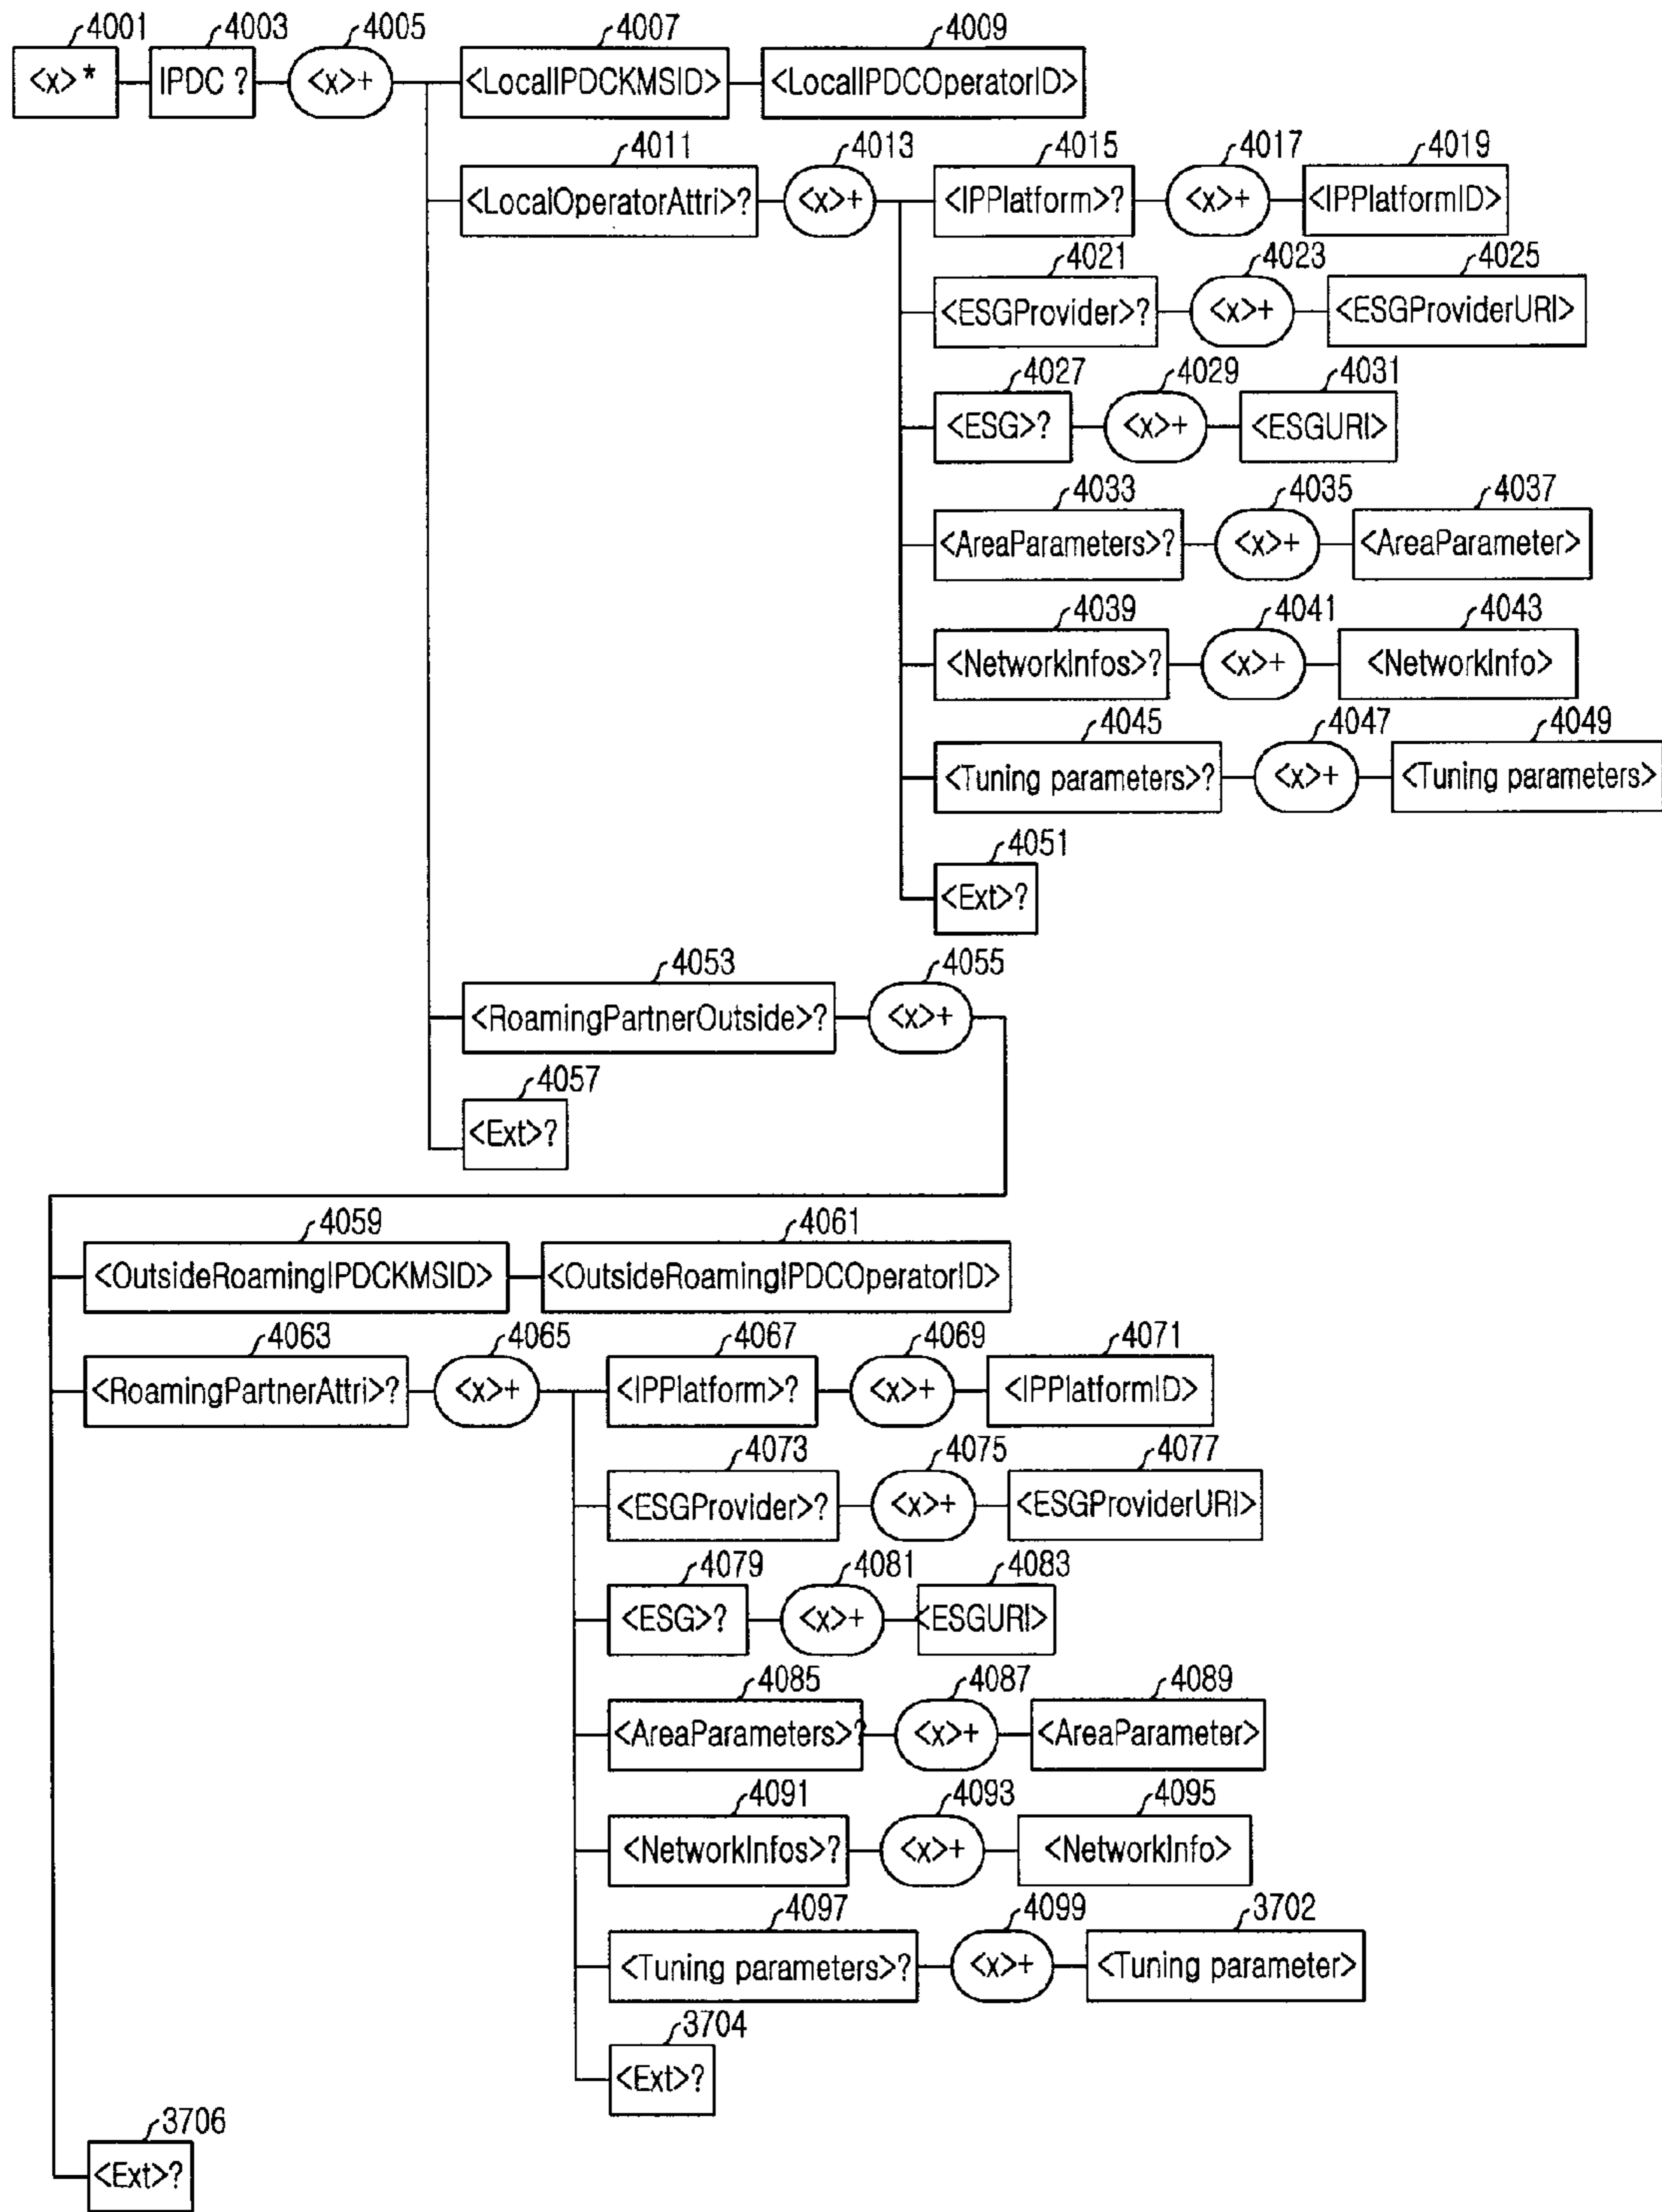 4001 4003 4005 4007 4009
<x>* IPDC ? <x>+ <LocalIPDCKMSID> <LocalIPDCOperatorID>
4011 4013 4015 4017 4019
<LocalOperatorAttri>? <x>+ <IPPlatform>? <x>+ <IPPlatformID>
4021 4023 4025
<ESGProvider>? <x>+ <ESGProviderURI>
4027 4029 4031
<ESG>? <x>+ <ESGURI>
4033 4035 4037
<AreaParameters>? <x>+ <AreaParameter>
4039 4041 4043
<NetworkInfos>? <x>+ <NetworkInfo>
4045 4047 4049
<Tuning parameters>? <x>+ <Tuning parameters>
4051
<Ext>?
4053 4055
<RoamingPartnerOutside>? <x>+
4057
<Ext>?
4059 4061
<OutsideRoamingIPDCKMSID> <OutsideRoamingIPDCOperatorID>
4063 4065 4067 4069 4071
<RoamingPartnerAttri>? <x>+ <IPPlatform>? <x>+ <IPPlatformID>
4073 4075 4077
<ESGProvider>? <x>+ <ESGProviderURI>
4079 4081 4083
<ESG>? <x>+ <ESGURI>
4085 4087 4089
<AreaParameters>? <x>+ <AreaParameter>
4091 4093 4095
<NetworkInfos>? <x>+ <NetworkInfo>
4097 4099 3702
<Tuning parameters>? <x>+ <Tuning parameter>
3704
<Ext>?
3706
<Ext>?